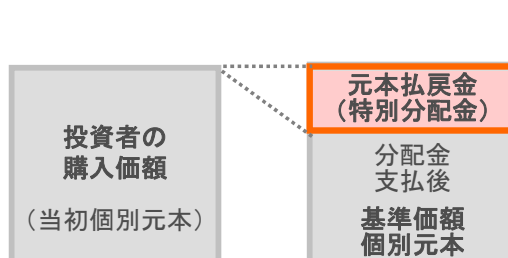 投資者の
購入価額
（当初個別元本）
元本払戻金
（特別分配金）
分配金
支払後
基準価額
個別元本